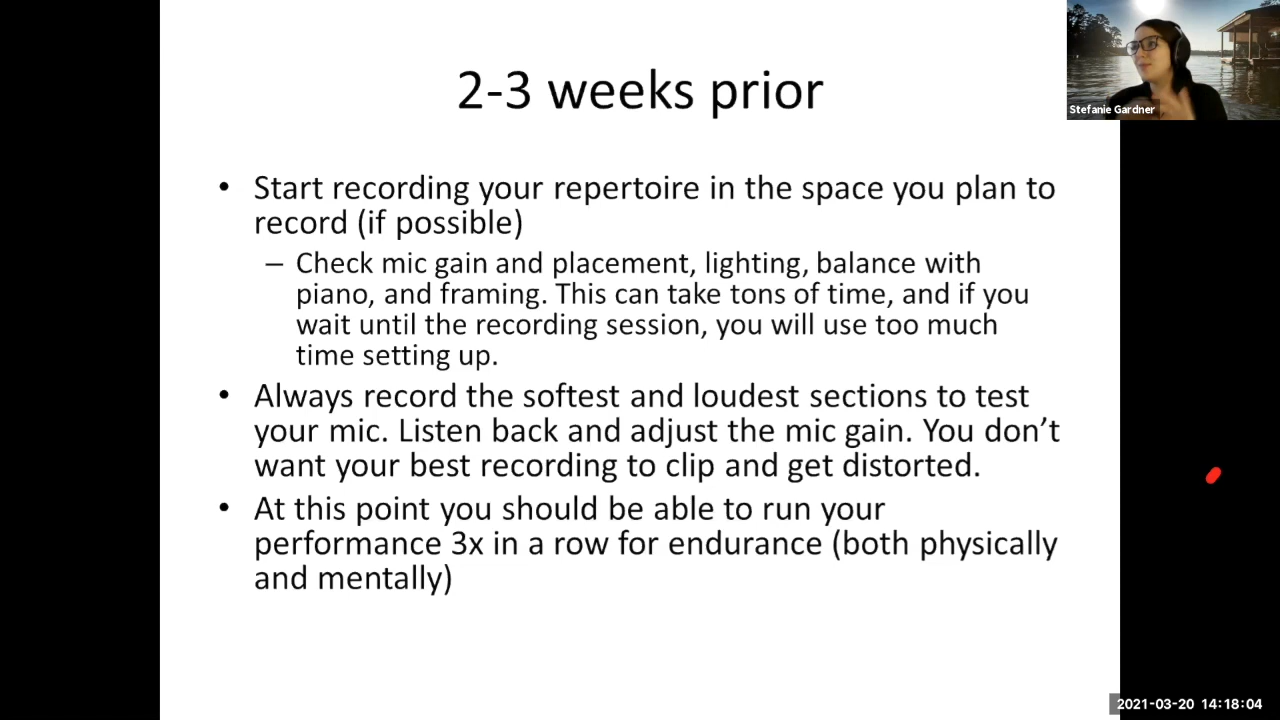 2-3 weeks prior
Stefanie Gardner
• Start recording your repertoire in the space you plan to
record (if possible)
– Check mic gain and placement, lighting, balance with
piano, and framing. This can take tons of time, and if you
wait until the recording session, you will use too much
time setting up.
• Always record the softest and loudest sections to test
your mic. Listen back and adjust the mic gain. You don’t
want your best recording to clip and get distorted.
• At this point you should be able to run your
performance 3x in a row for endurance (both physically
and mentally)
2021-03-20 14:18:04